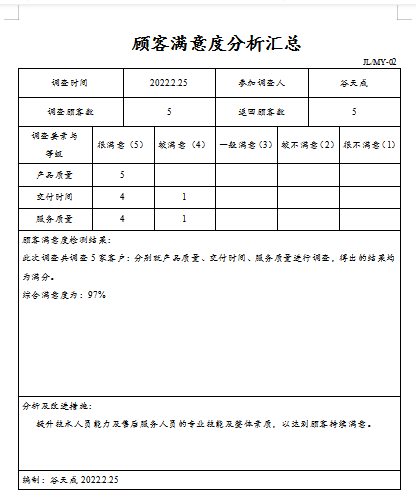 顾客满意度分析汇总
JL/MY-02
调查时间 2022.2.25 参加调查人 谷天成
调查顾客数 5 返回顾客数 5
调查要素与等级 很满意（5） 较满意（4） 一般满意（3） 较不满意（2） 很不满意（1）
产品质量 5
交付时间 4 1
服务质量 4 1
顾客满意度检测结果：
此次调查共调查5家客户：分别就产品质量、交付时间、服务质量进行调查，得出的结果均
为满分。
综合满意度为：97%
分析及改进措施：
提升技术人员能力及售后服务人员的专业技能及整体素质，以达到顾客持续满意。
编制：谷天成 2022.2.25